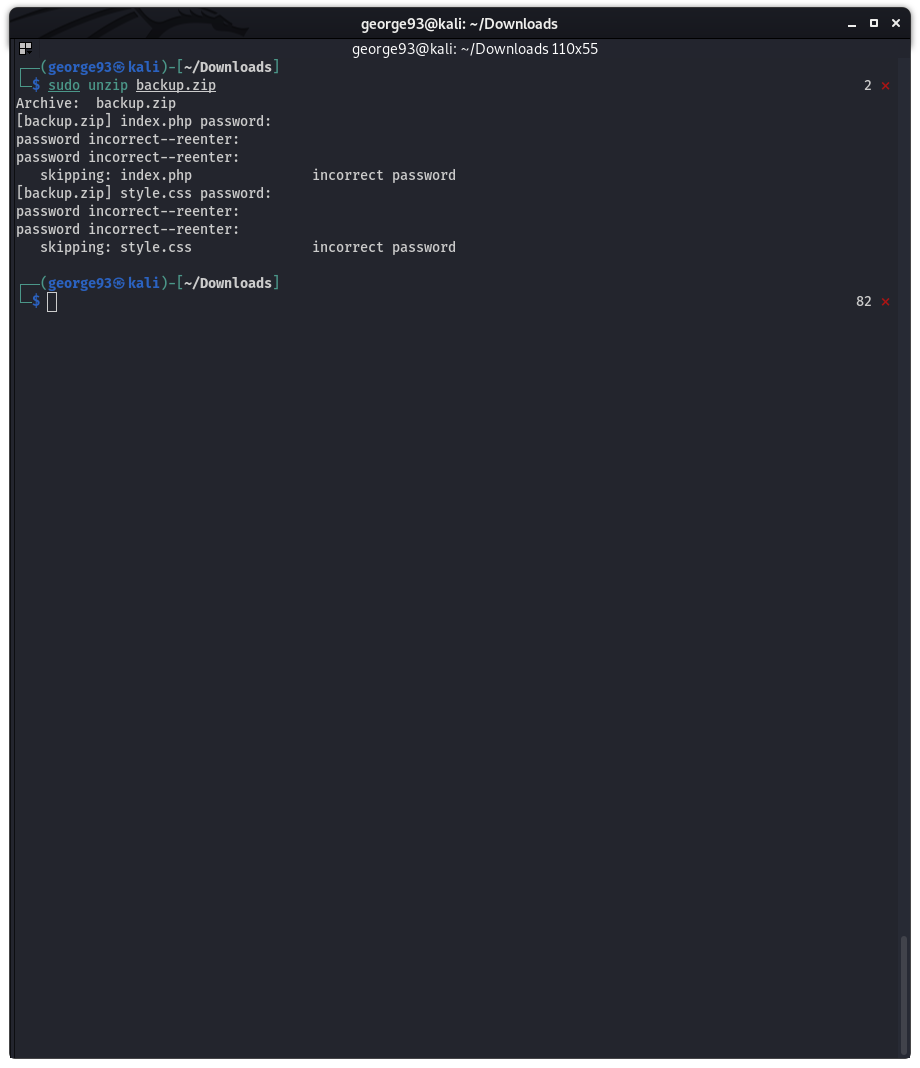 george93@kali: ~/Downloads
george93@kali: ~/Downloads 110x55
┌──(george93㉿kali)-[~/Downloads]
└─$ sudo unzip backup.zip 2 ⨯
Archive:  backup.zip
[backup.zip] index.php password:
password incorrect--reenter:
password incorrect--reenter:
   skipping: index.php               incorrect password
[backup.zip] style.css password:
password incorrect--reenter:
password incorrect--reenter:
   skipping: style.css               incorrect password
┌──(george93㉿kali)-[~/Downloads]
└─$ 82 ⨯